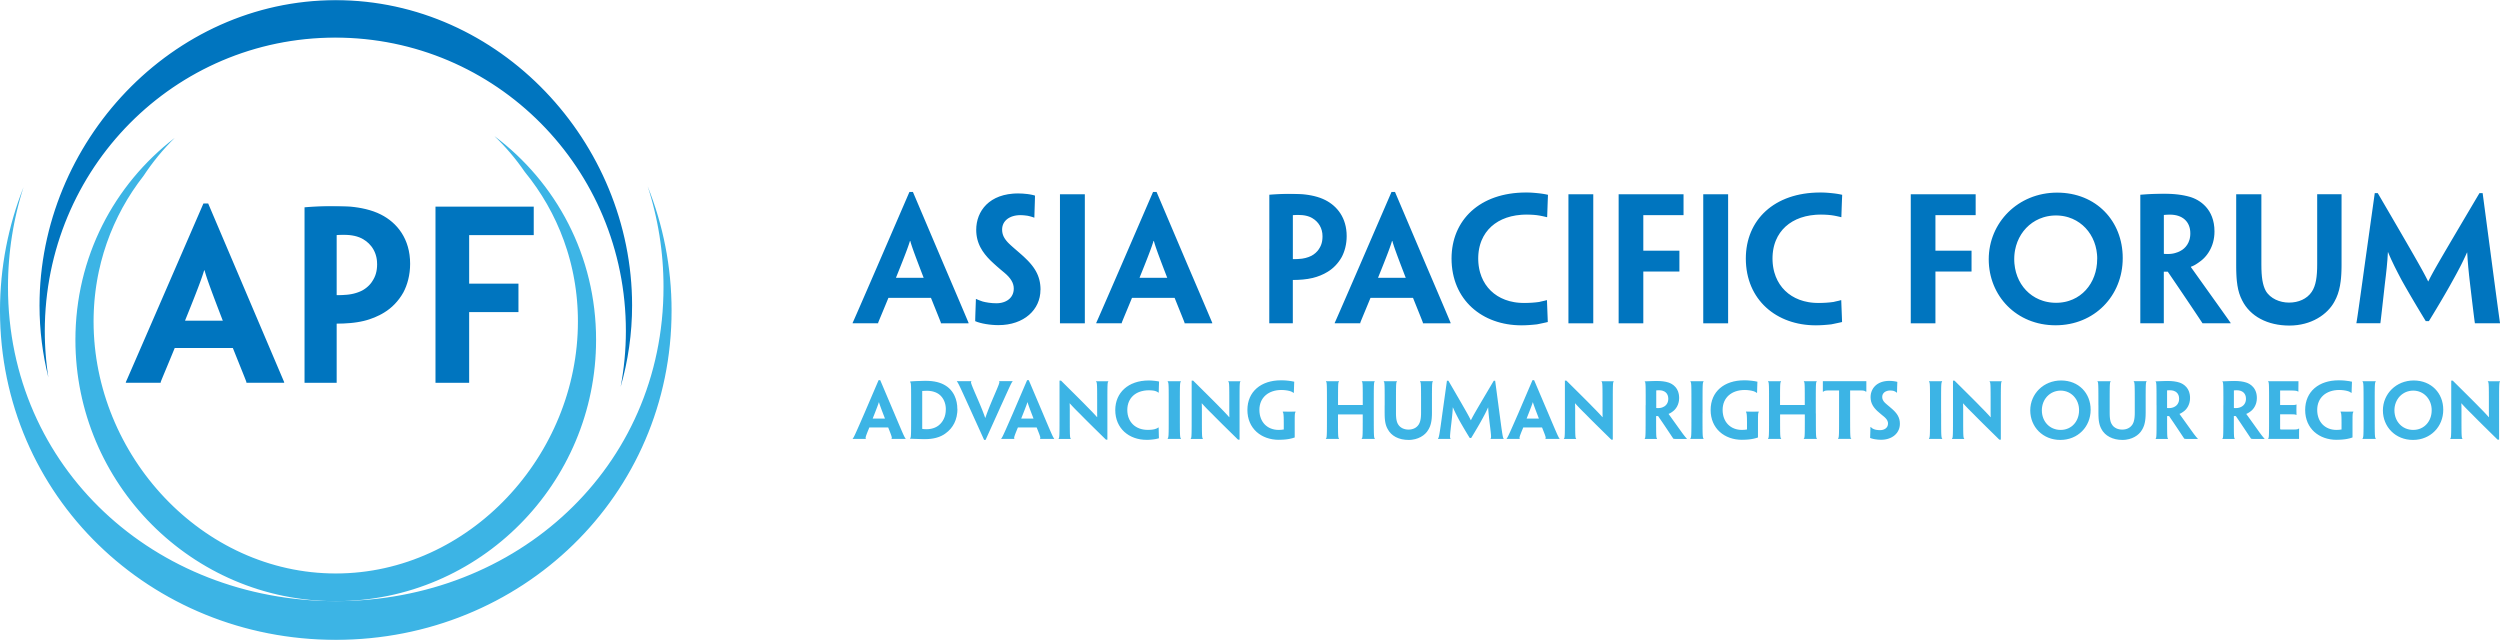 APF
ASIA PACIFIC FORUM
ADVANCING HUMAN RIGHTS IN OUR REGION